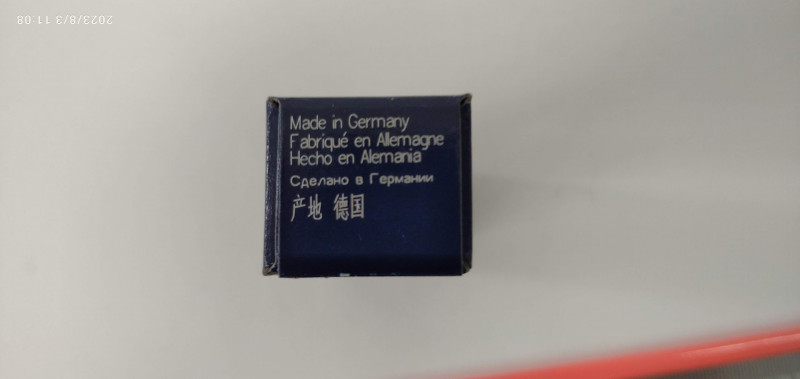 2023/8/3 11:08
Made in Germany
Fabriqué en Allemagne
Hecho en Alemania
Сделано в Германии
产地 德国